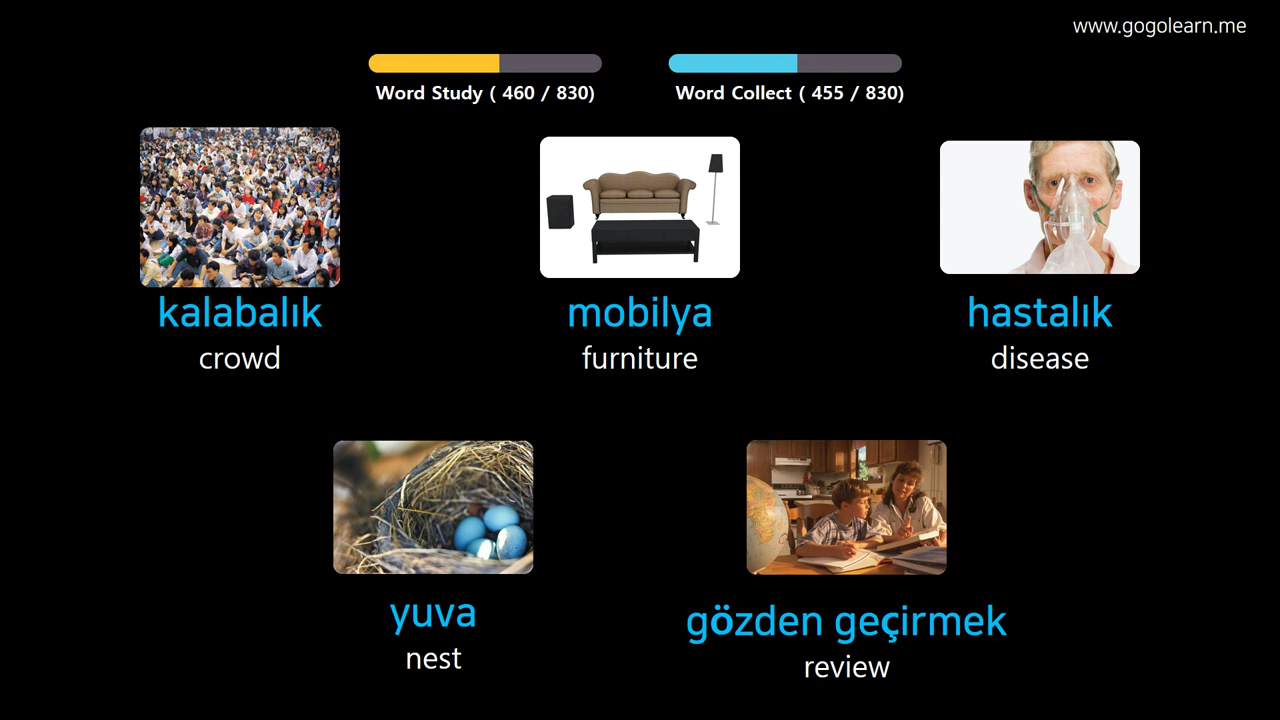 www.gogolearn.me
Word Study ( 460 / 830)
Word Collect ( 455 / 830)
kalabalık
crowd
mobilya
furniture
hastalık
disease
yuva
nest
gözden geçirmek
review